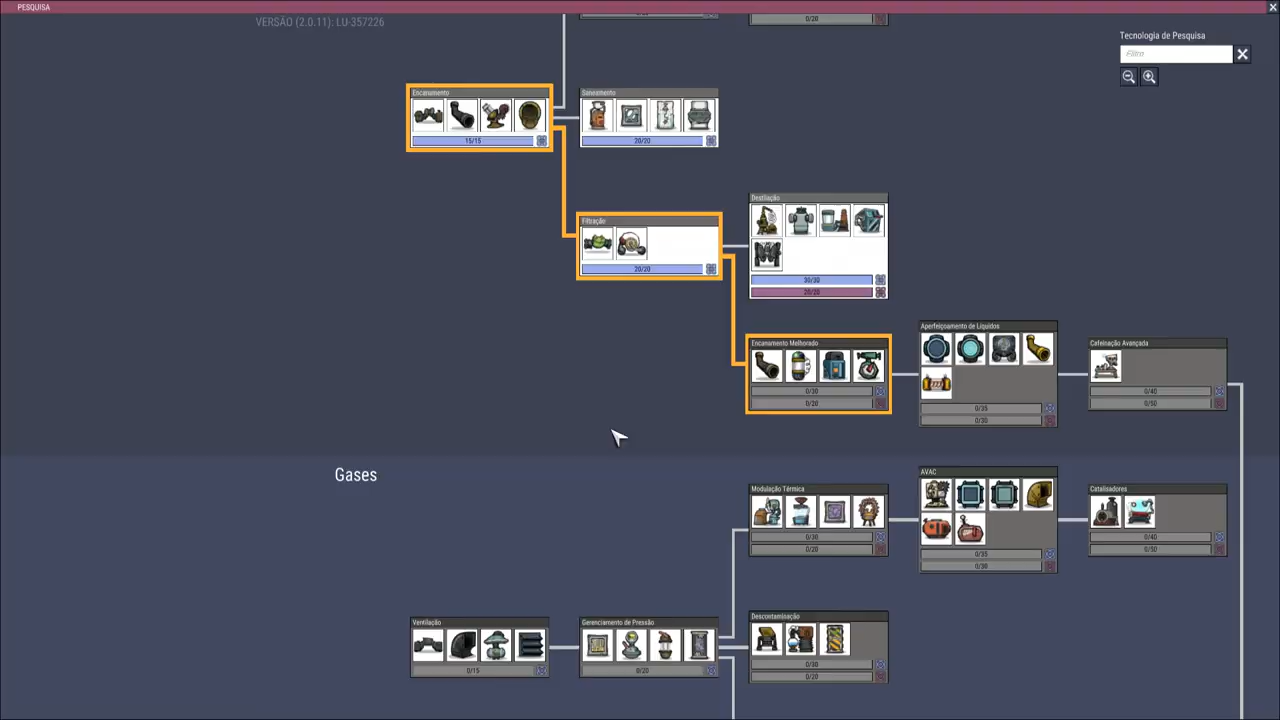 PESQUISA
VERSÃO (2.0.11): LU-357226
0/20
Tecnologia de Pesquisa
Filtro
Encanamento
15/15
Saneamento
20/20
Destilação
30/30
20/20
Filtração
20/20
Encanamento Melhorado
0/30
0/20
Aperfeiçoamento de Líquidos
0/35
0/30
Cafeinação Avançada
0/40
0/50
Gases
Modulação Térmica
0/30
0/20
AVAC
0/35
0/30
Catalisadores
0/40
0/50
Ventilação
0/15
Gerenciamento de Pressão
0/20
Descontamisação
0/30
0/20